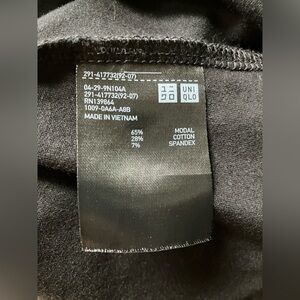 291-417732(92-07)
04-29-9N104A
291-417732(92-07)
RN139864
1009-0A6A-A8B
MADE IN VIETNAM
ユニ
クロ
UNI
QLO
65% MODAL
28% COTTON
7% SPANDEX